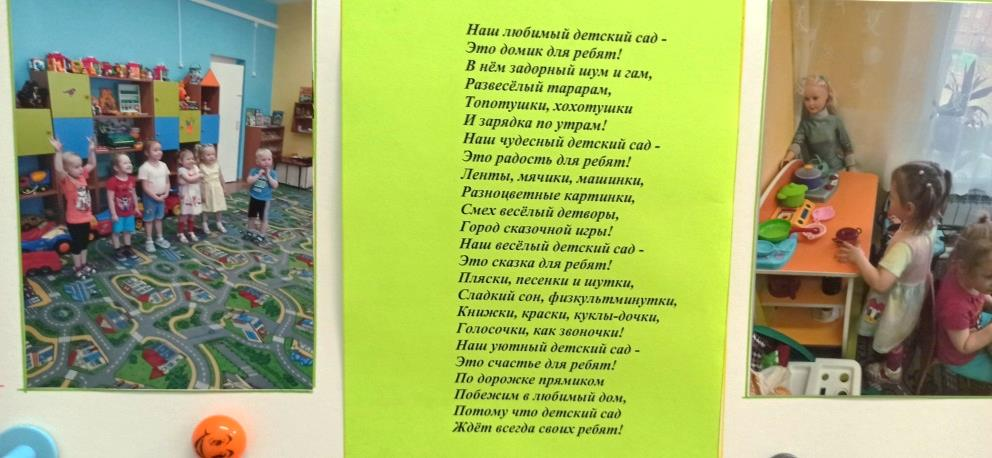 Наш любимый детский сад -
Это домик для ребят!
В нём задорный шум и гам,
Развесёлый тарарам,
Топотушки, хохотушки
И зарядка по утрам!
Наш чудесный детский сад -
Это радость для ребят!
Ленты, мячики, машинки,
Разноцветные картинки,
Смех весёлый детворы,
Город сказочной игры!
Наш весёлый детский сад -
Это сказка для ребят!
Пляски, песенки и шутки,
Сладкий сон, физкультминутки,
Книжки, краски, куклы-дочки,
Голосочки, как звоночки!
Наш уютный детский сад -
Это счастье для ребят!
По дорожке прямиком
Побежим в любимый дом,
Потому что детский сад
Ждёт всегда своих ребят!